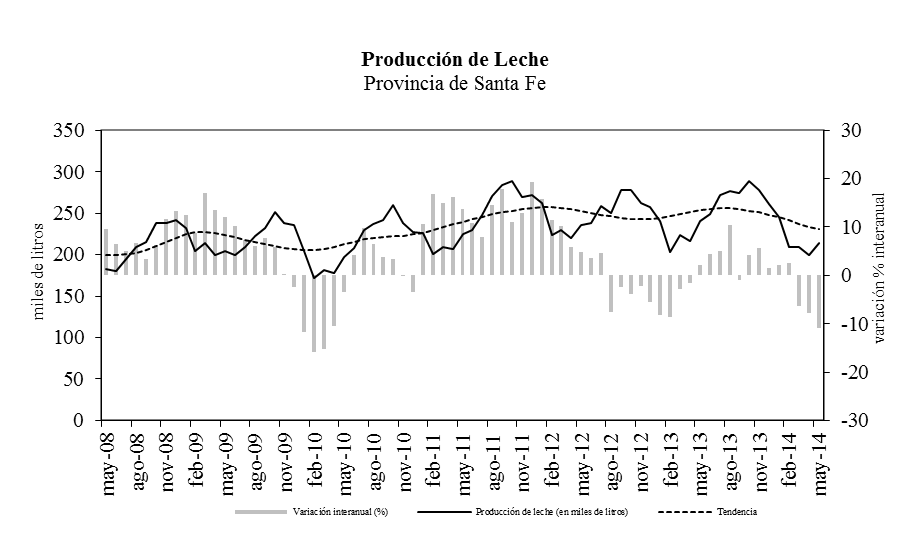 Producción de Leche
Provincia de Santa Fe
350
300
250
200
150
100
50
0
miles de litros
30
20
10
0
-10
-20
-30
variación % interanual
may-08
ago-08
nov-08
feb-09
may-09
ago-09
nov-09
feb-10
may-10
ago-10
nov-10
feb-11
may-11
ago-11
nov-11
feb-12
may-12
ago-12
nov-12
feb-13
may-13
ago-13
nov-13
feb-14
may-14
Variación interanual (%)
Producción de leche (en miles de litros)
Tendencia